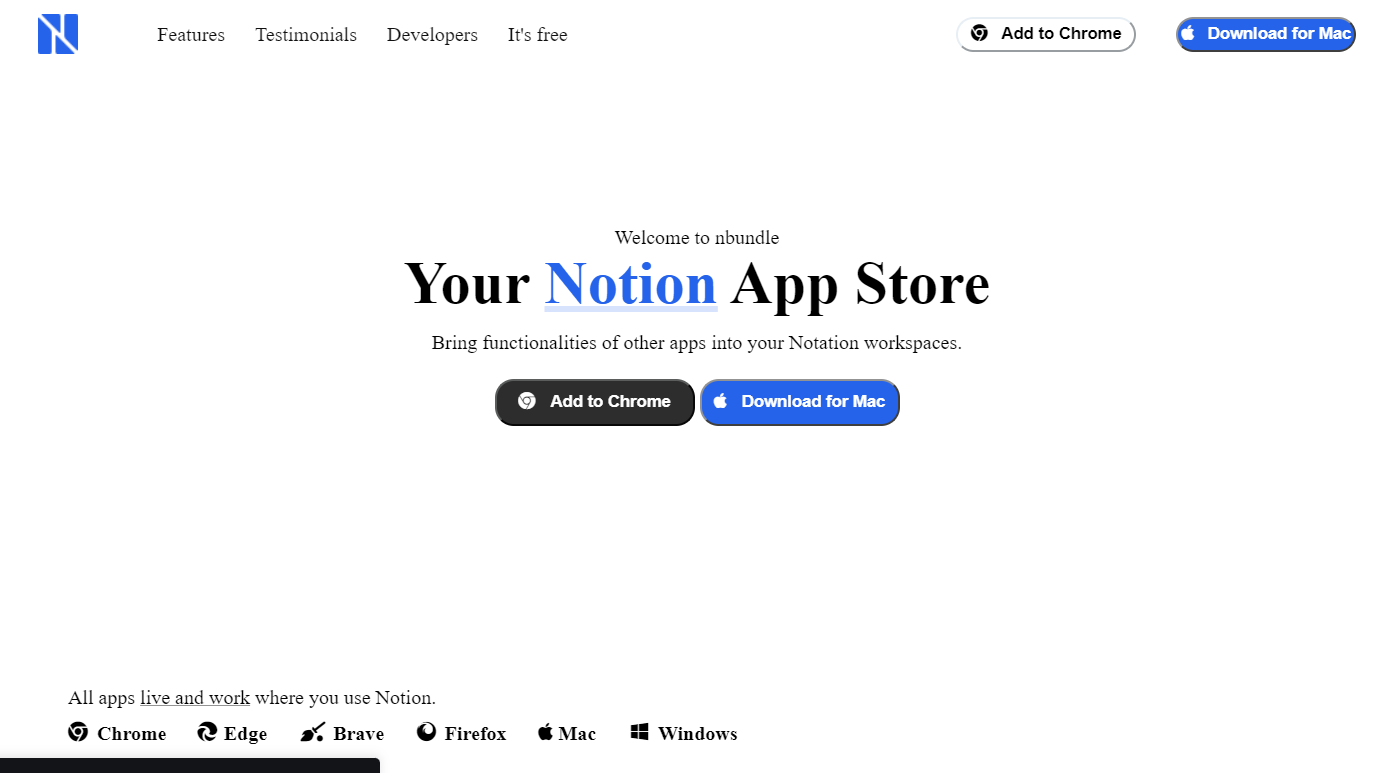 Features Testimonials Developers It's free Add to Chrome Download for Mac
Welcome to nbundle
Your Notion App Store
Bring functionalities of other apps into your Notation workspaces.
Add to Chrome Download for Mac
All apps live and work where you use Notion.
Chrome Edge Brave Firefox Mac Windows